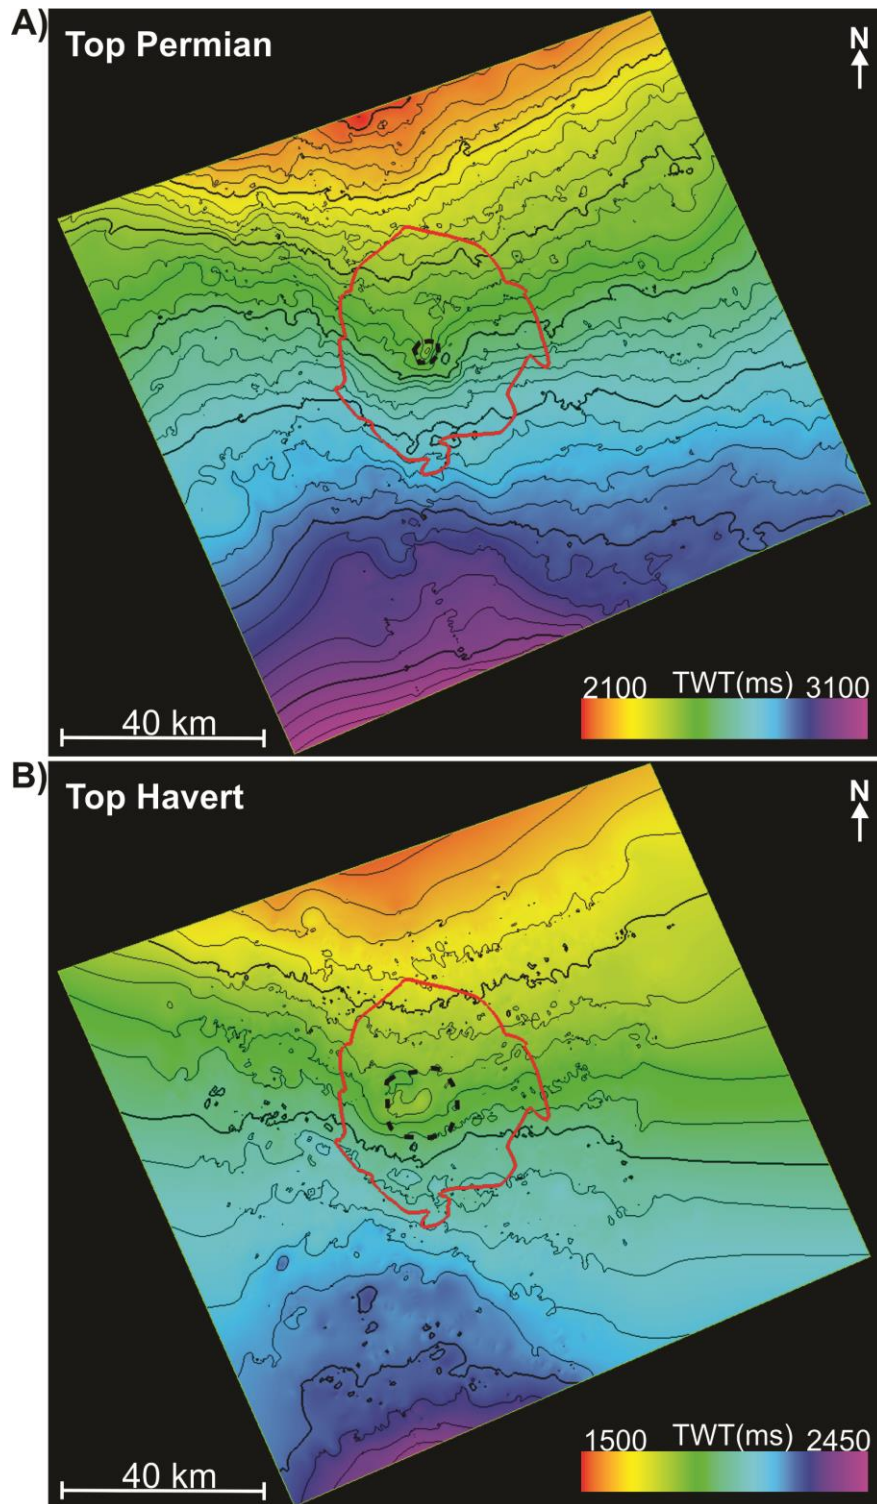 A)
Top Permian
N
2100 TWT(ms) 3100
40 km
B)
Top Havert
N
1500 TWT(ms) 2450
40 km